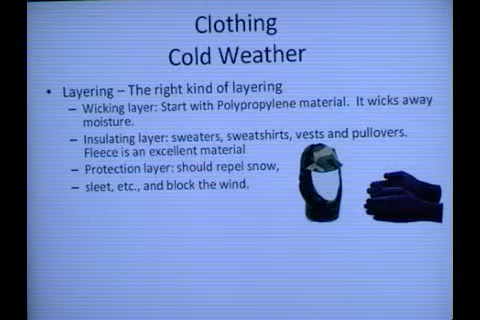 Clothing
Cold Weather
• Layering – The right kind of layering
– Wicking layer: Start with Polypropylene material. It wicks away
moisture.
– Insulating layer: sweaters, sweatshirts, vests and pullovers.
Fleece is an excellent material
– Protection layer: should repel snow,
– sleet, etc., and block the wind.